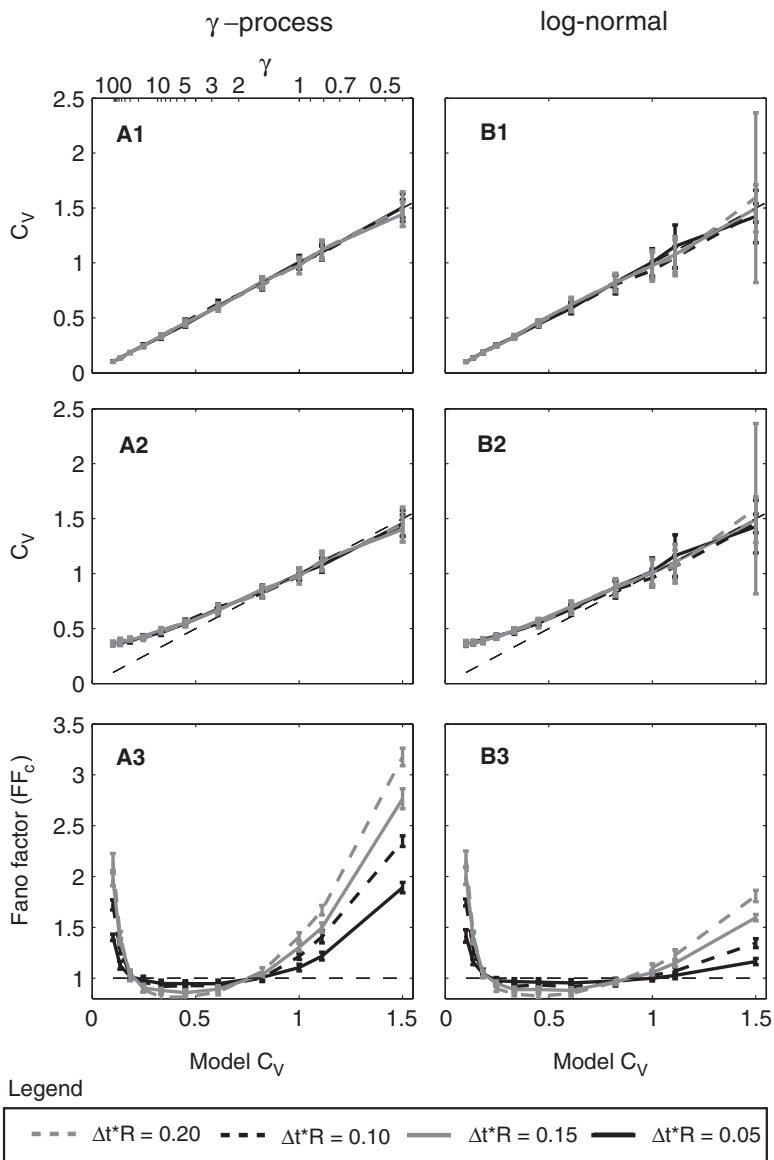 γ–process
log-normal
γ
100 10 5 3 2 1 0.7 0.5
2.5
A1
B1
2
1.5
C_V
1
0.5
0
2.5
A2
B2
2
1.5
C_V
1
0.5
0
3.5
A3
B3
3
2.5
Fano factor (FF_c)
2
1.5
1
0 0.5 1 1.5 0 0.5 1 1.5
Model C_V
Model C_V
Legend
Δt*R = 0.20 Δt*R = 0.10 Δt*R = 0.15 Δt*R = 0.05